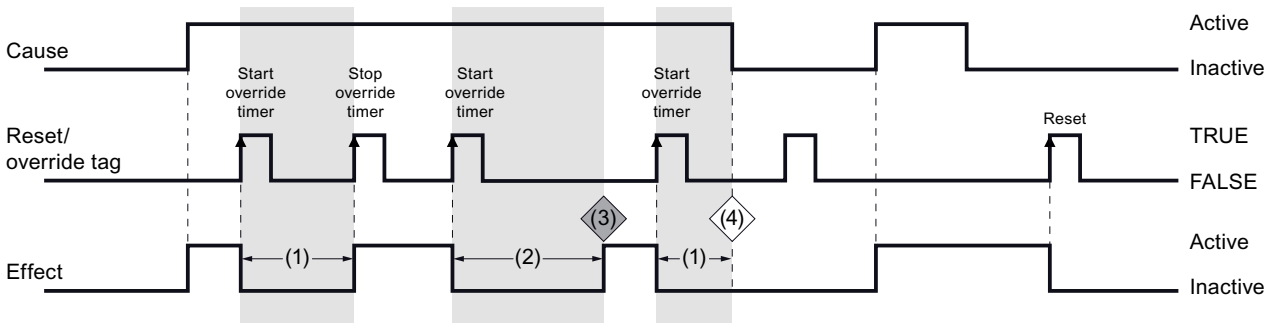 Cause
Active
Inactive
Start
override
timer
Stop
override
timer
Start
override
timer
Start
override
timer
Reset/
override tag
Reset
TRUE
FALSE
(3)
(4)
Effect
(1)
(2)
(1)
Active
Inactive